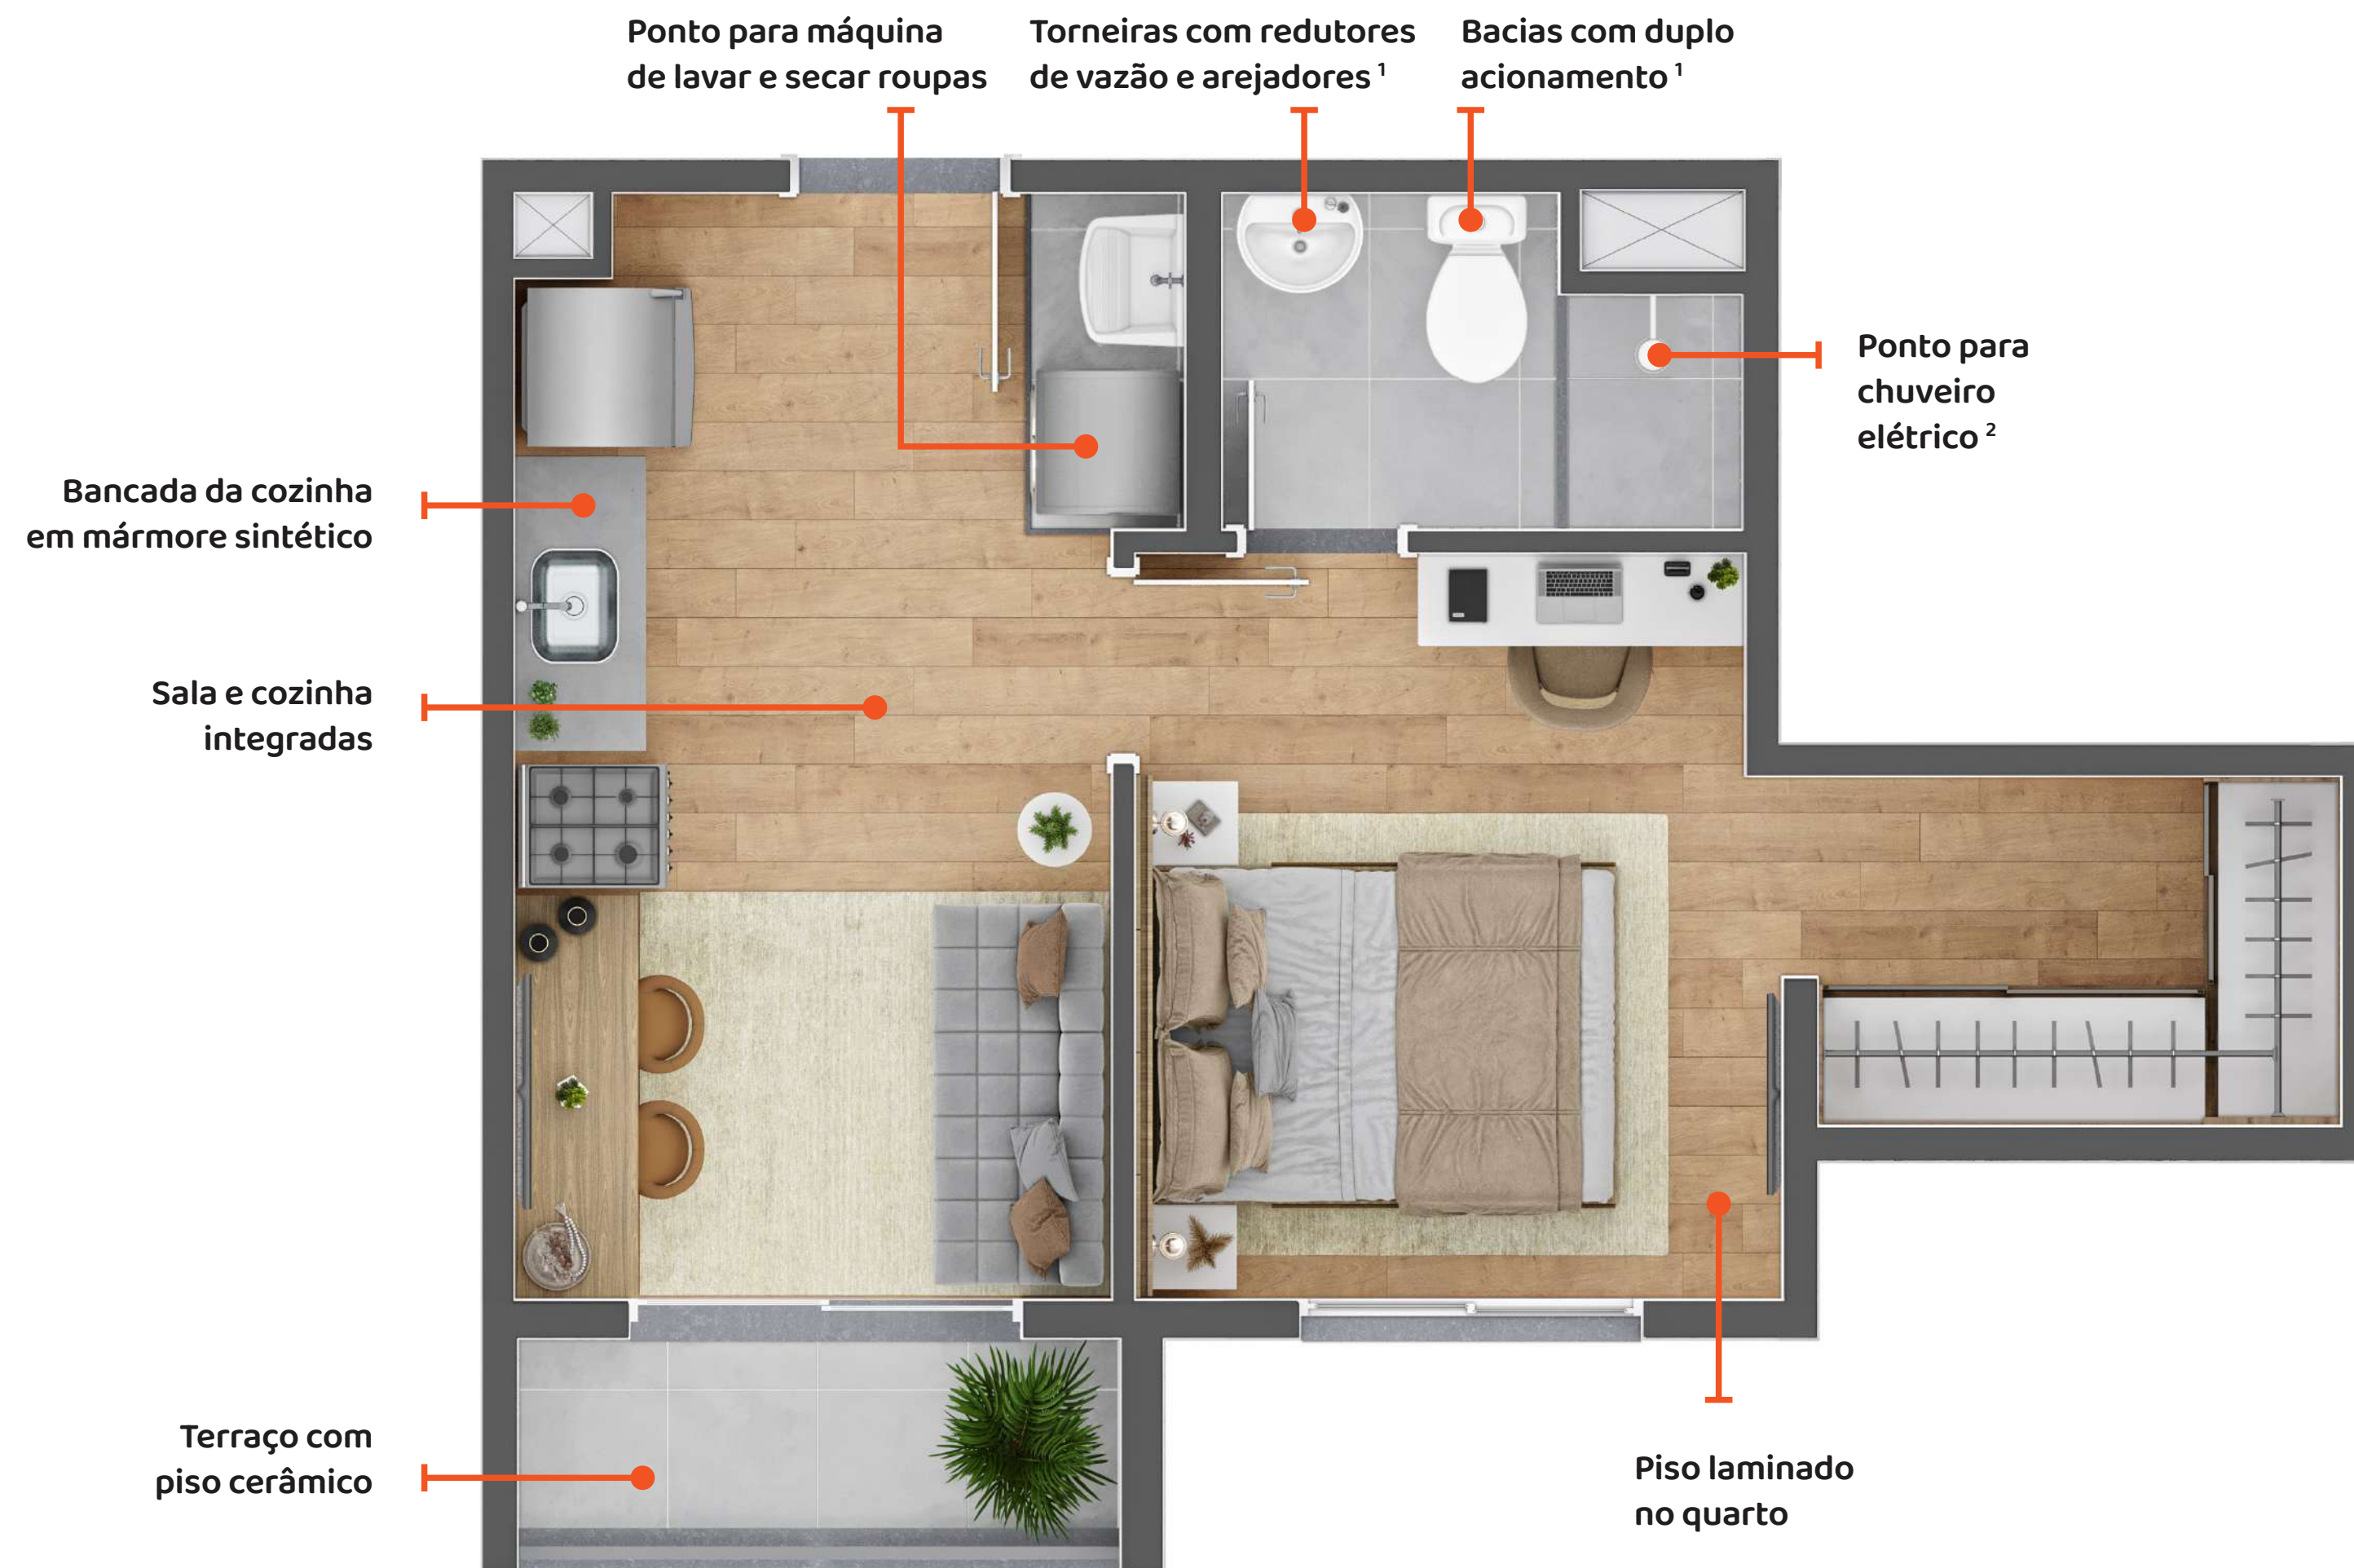 Ponto para máquina
de lavar e secar roupas
Torneiras com redutores
de vazão e arejadores ¹
Bacias com duplo
acionamento ¹
Ponto para
chuveiro
elétrico ²
Bancada da cozinha
em mármore sintético
Sala e cozinha
integradas
Terraço com
piso cerâmico
Piso laminado
no quarto